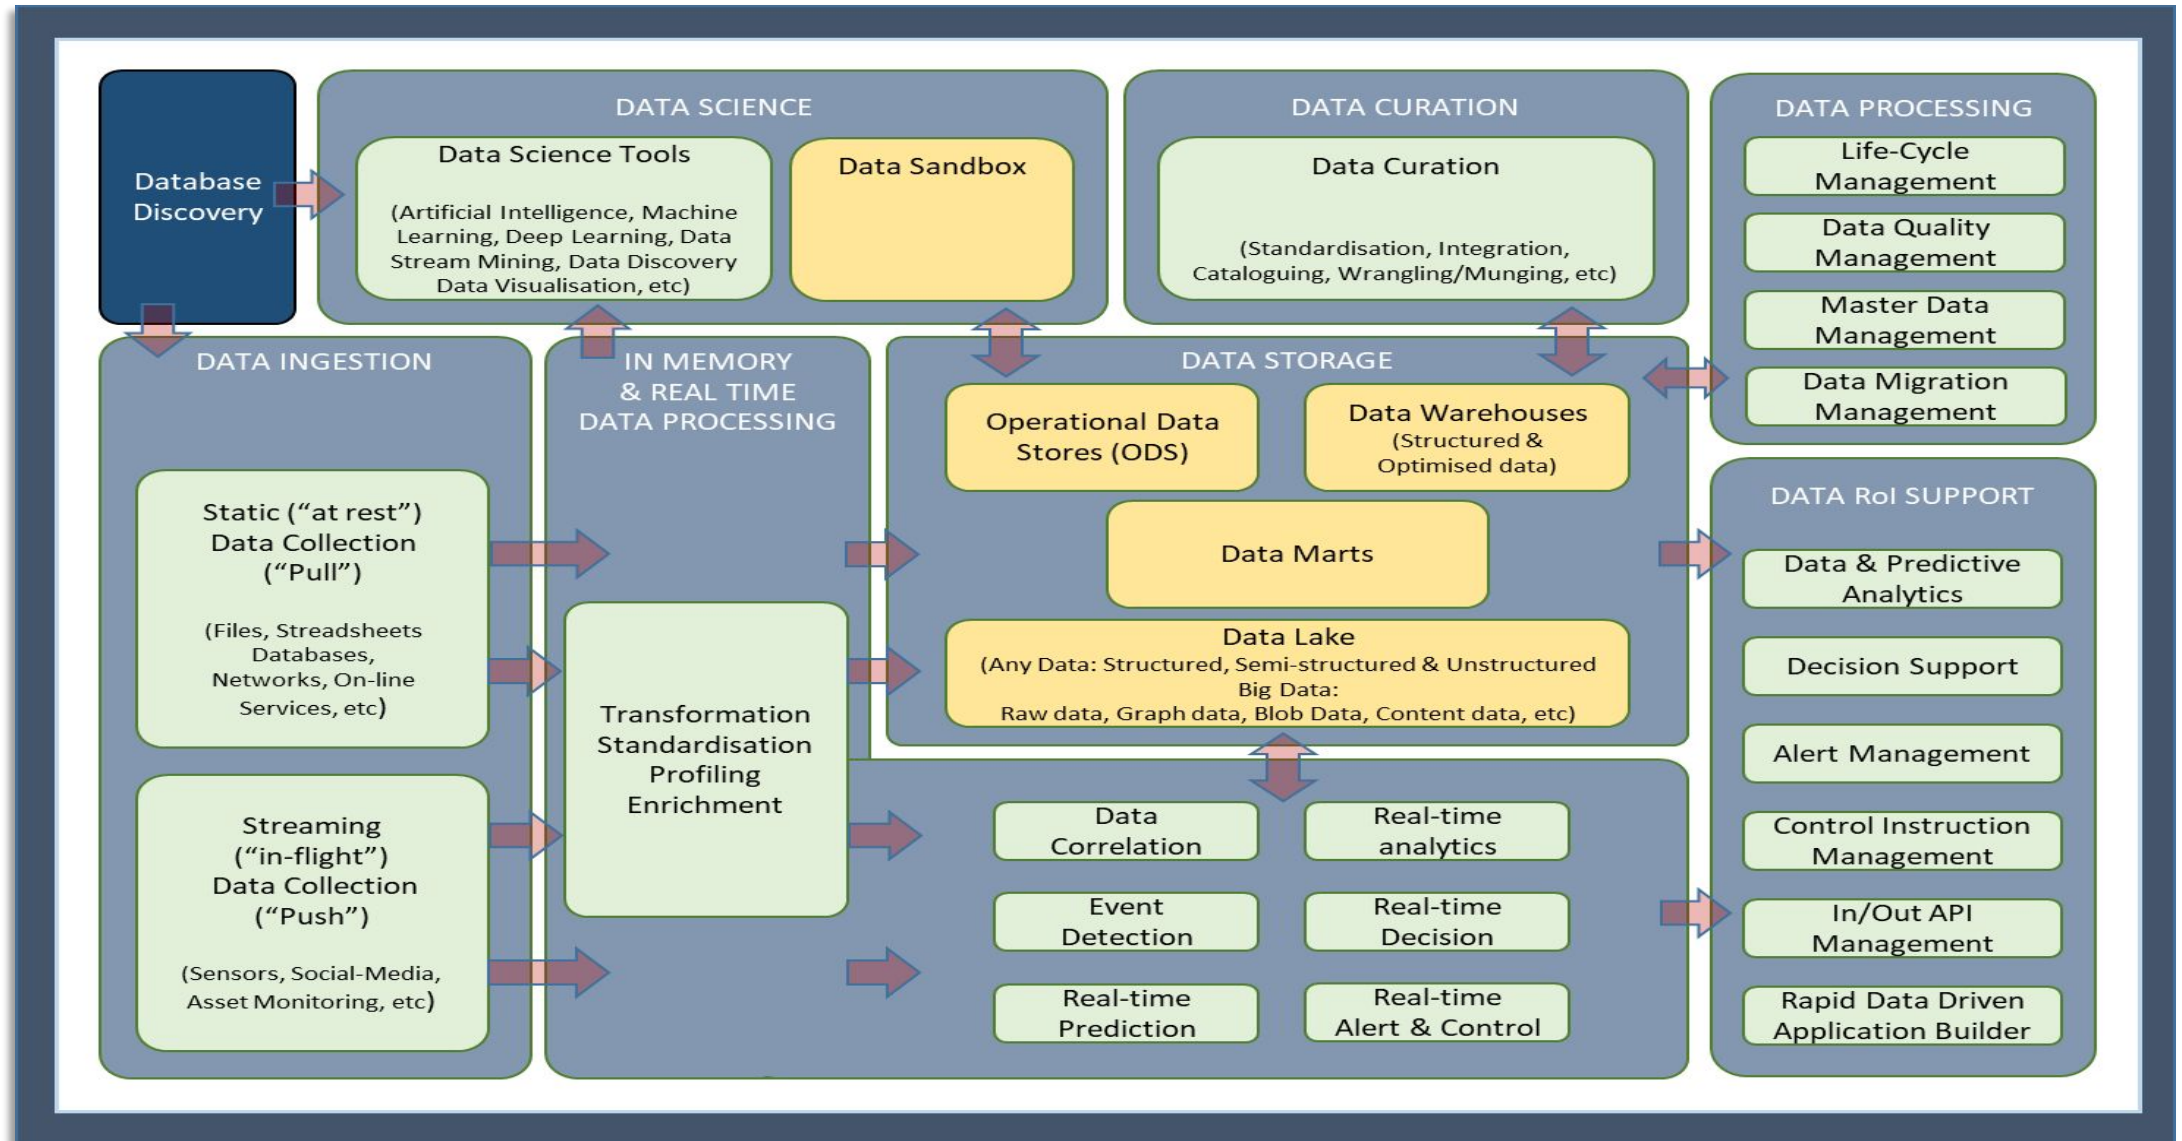 Database
Discovery
DATA SCIENCE
Data Science Tools
(Artificial Intelligence, Machine
Learning, Deep Learning, Data
Stream Mining, Data Discovery
Data Visualisation, etc)
Data Sandbox
DATA CURATION
Data Curation
(Standardisation, Integration,
Cataloguing, Wrangling/Munging, etc)
DATA PROCESSING
Life-Cycle
Management
Data Quality
Management
Master Data
Management
Data Migration
Management
DATA INGESTION
Static (“at rest”)
Data Collection
(“Pull”)
(Files, Streadsheets
Databases,
Networks, On-line
Services, etc)
Streaming
(“in-flight”)
Data Collection
(“Push”)
(Sensors, Social-Media,
Asset Monitoring, etc)
IN MEMORY
& REAL TIME
DATA PROCESSING
Transformation
Standardisation
Profiling
Enrichment
DATA STORAGE
Operational Data
Stores (ODS)
Data Warehouses
(Structured &
Optimised data)
Data Marts
Data Lake
(Any Data: Structured, Semi-structured & Unstructured
Big Data:
Raw data, Graph data, Blob Data, Content data, etc)
Data
Correlation
Real-time
analytics
Event
Detection
Real-time
Decision
Real-time
Prediction
Real-time
Alert & Control
DATA RoI SUPPORT
Data & Predictive
Analytics
Decision Support
Alert Management
Control Instruction
Management
In/Out API
Management
Rapid Data Driven
Application Builder